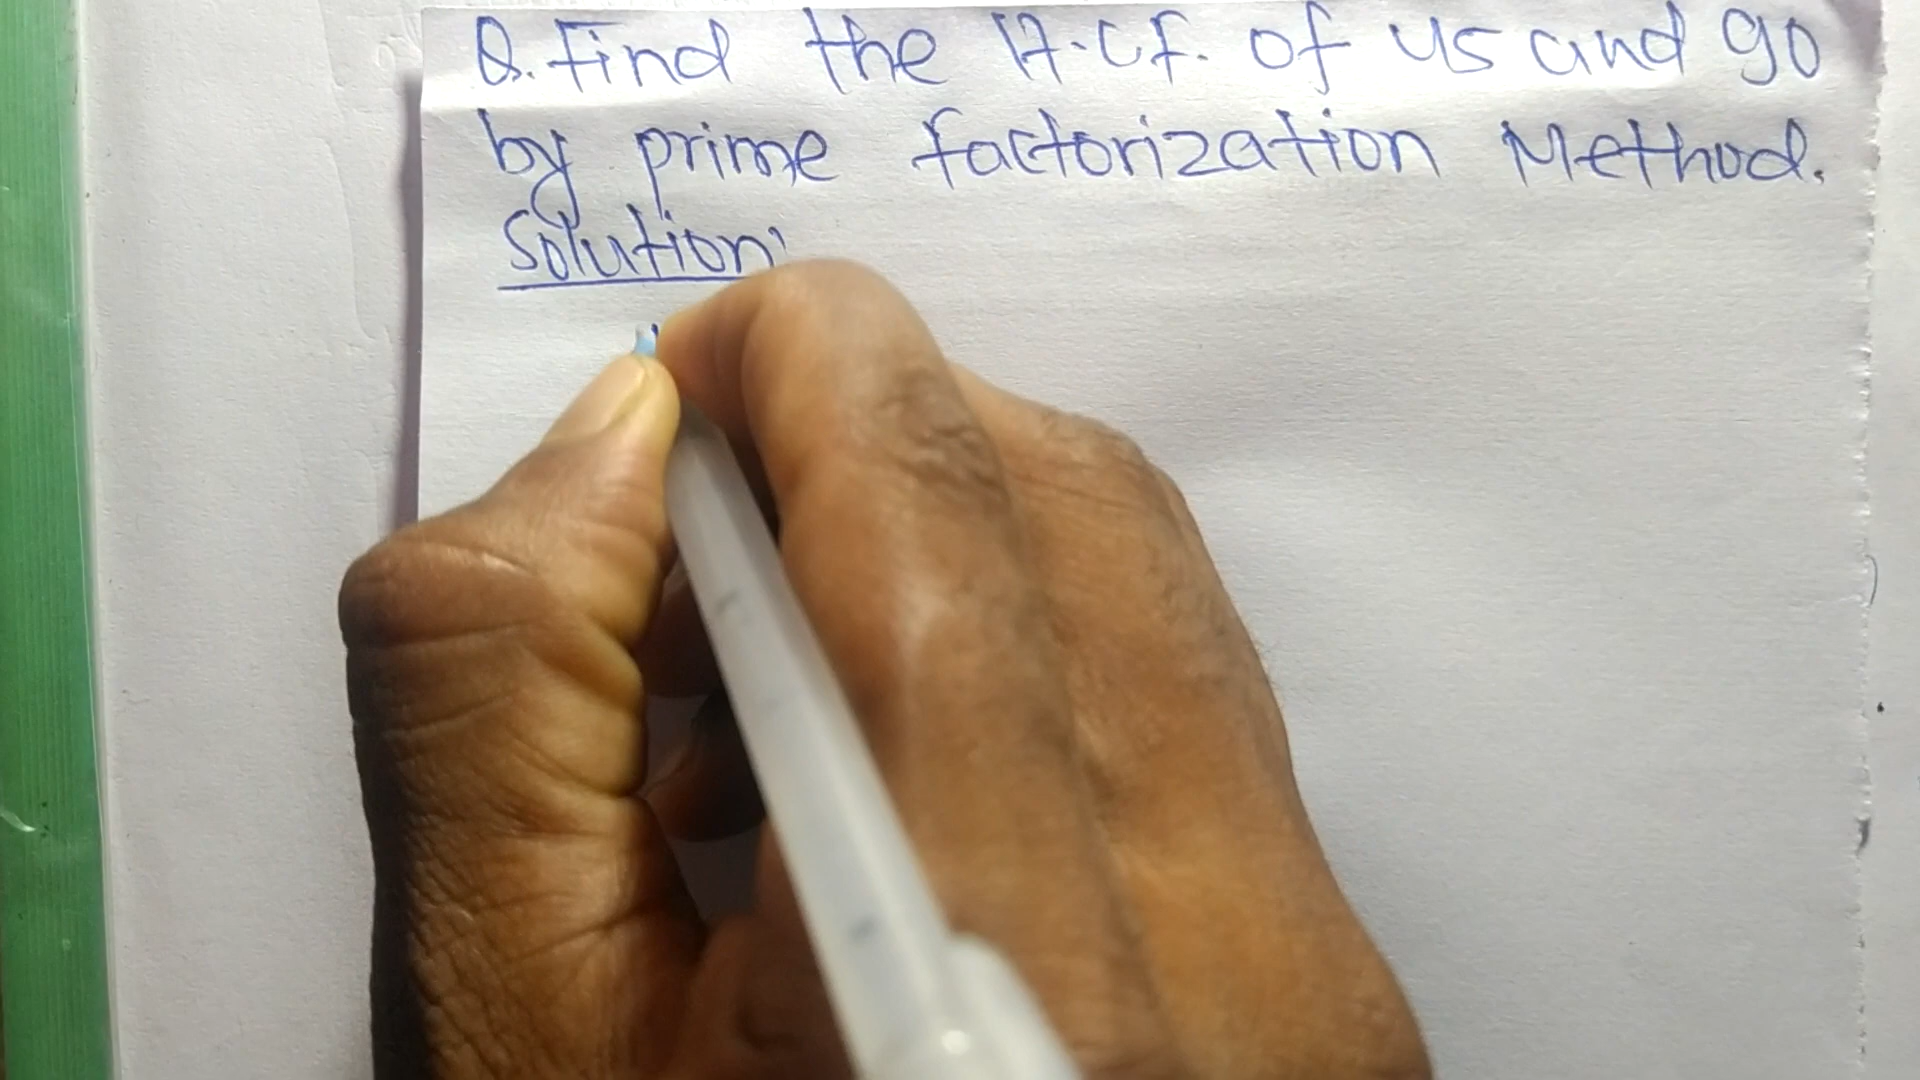 Q. Find the H.C.F. of 45 and 90
by prime factorization Method.
Solution: